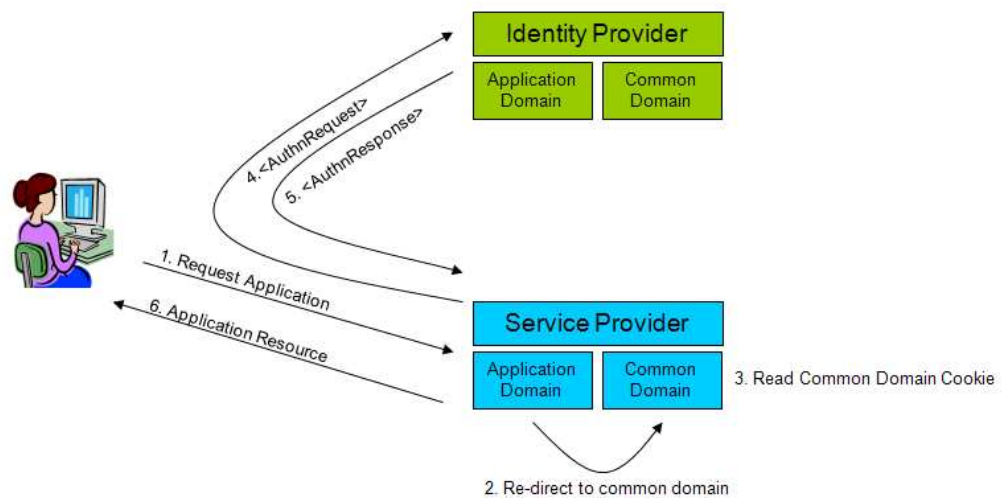 Identity Provider
Application
Domain
Common
Domain
4.<AuthnRequest>
5. <AuthnResponse>
1. Request Application
6. Application Resource
Service Provider
Application
Domain
Common
Domain
3. Read Common Domain Cookie
2. Re-direct to common domain